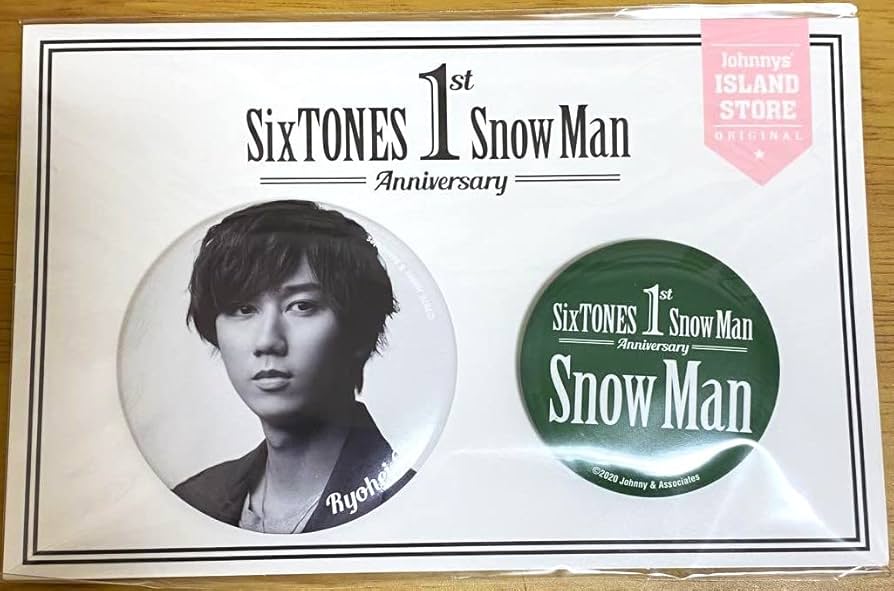 Johnnys'
ISLAND
STORE
ORIGINAL
SixTONES 1st Snow Man
Anniversary
SixTONES 1st Snow Man
Anniversary
Snow Man
©2020 Johnny & Associates